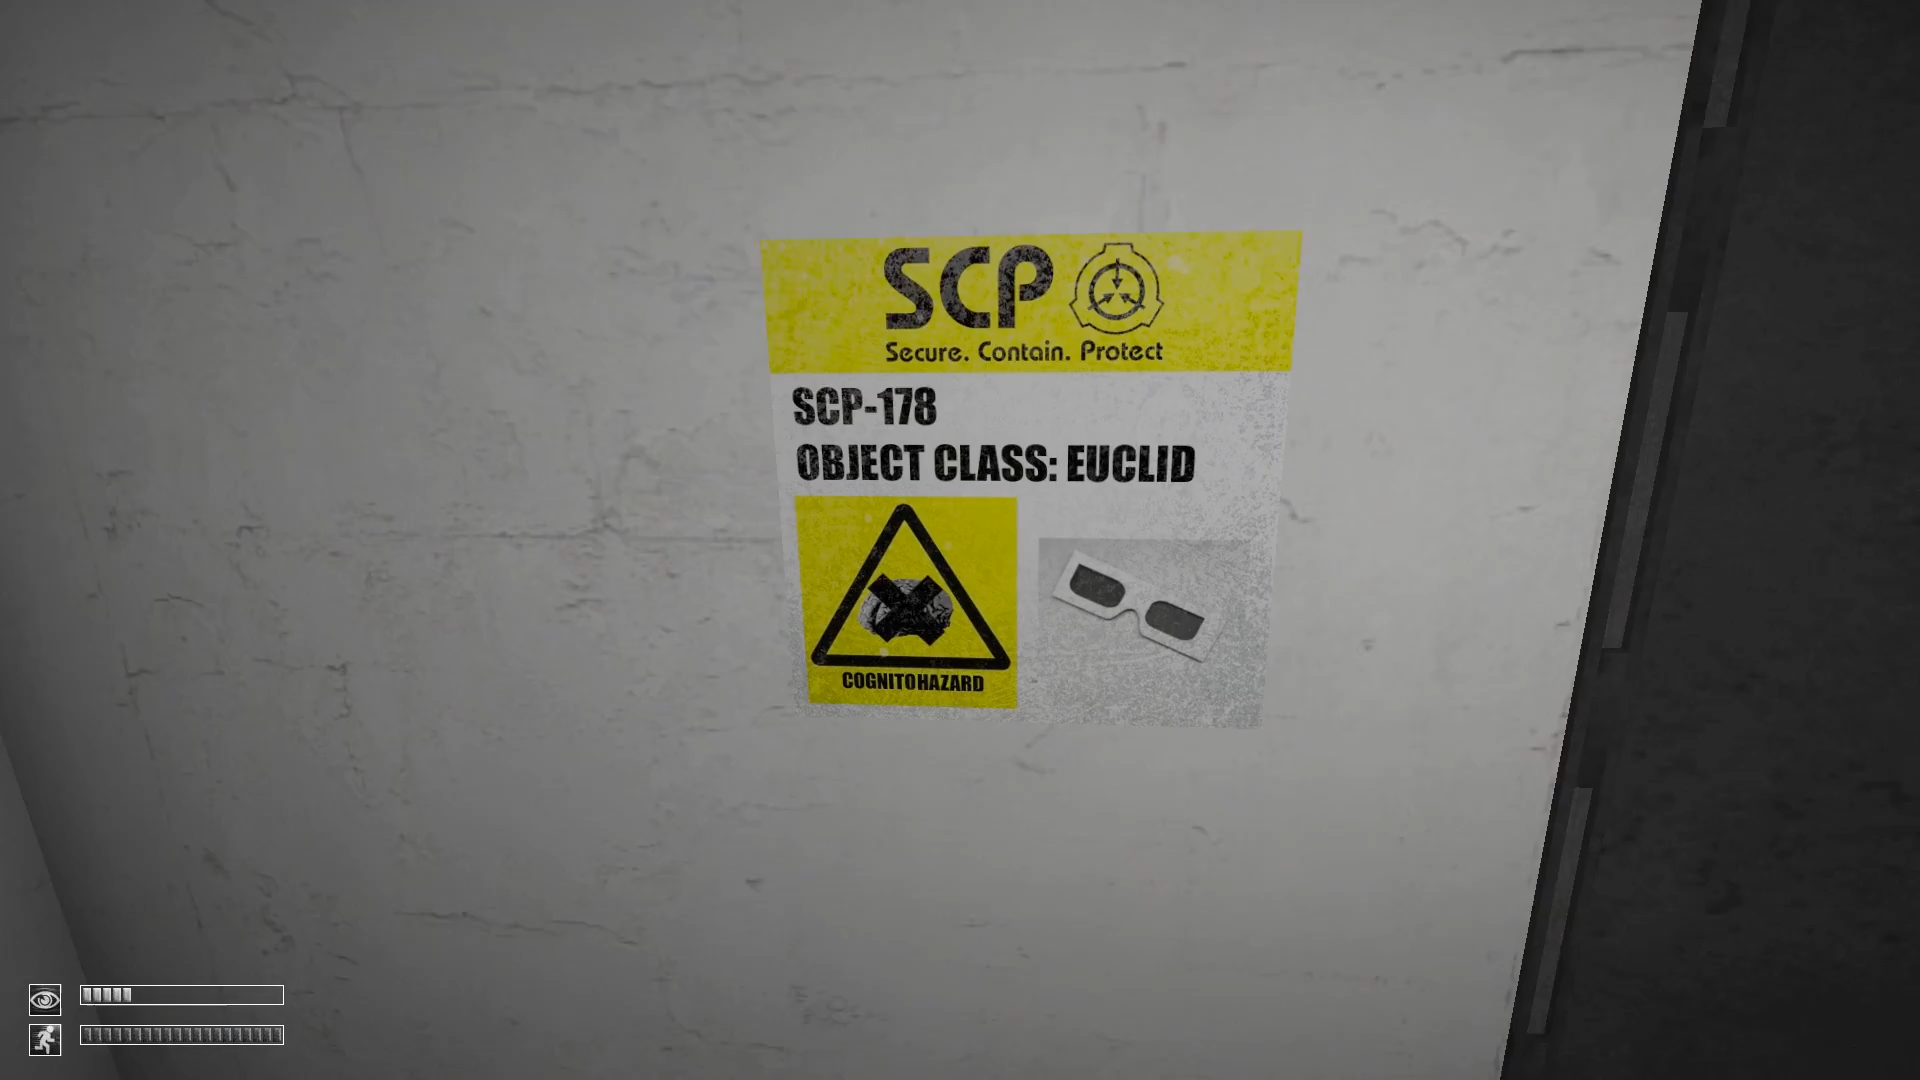 SCP
Secure. Contain. Protect
SCP-178
OBJECT CLASS: EUCLID
COGNITOHAZARD